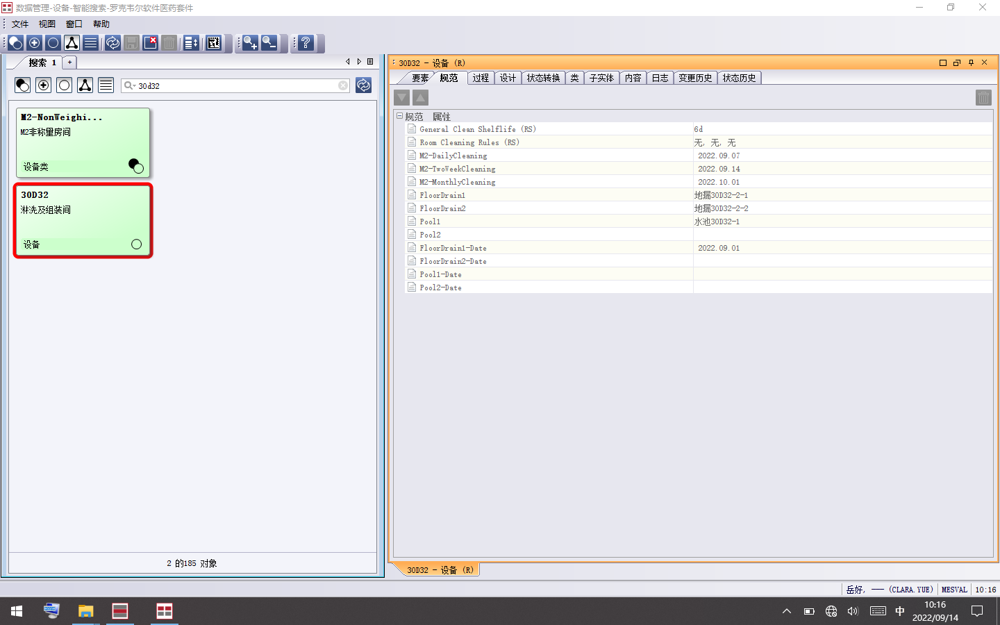 数据管理-设备-智能搜索-罗克韦尔软件医药套件
文件 视图 窗口 帮助
搜索 1
+
30d32
M2-NonWeighi...
M2非称量房间
设备类
30D32
淋洗及组装间
设备
2 的185 对象
30D32 - 设备 (R)
要素 规范 过程 设计 状态转换 类 子实体 内容 日志 变更历史 状态历史
规范 属性
General Clean Shelflife (RS) 6d
Room Cleaning Rules (RS) 无, 无, 无
M2-DailyCleaning 2022.09.07
M2-TwoWeekCleaning 2022.09.14
M2-MonthlyCleaning 2022.10.01
FloorDrain1 地漏30D32-2-1
FloorDrain2 地漏30D32-2-2
Pool1 水池30D32-1
Pool2
FloorDrain1-Date 2022.09.01
FloorDrain2-Date
Pool1-Date
Pool2-Date
30D32 - 设备 (R)
岳好, 一一 (CLARA.YUE) MESVAL 10:16
中
10:16
2022/09/14